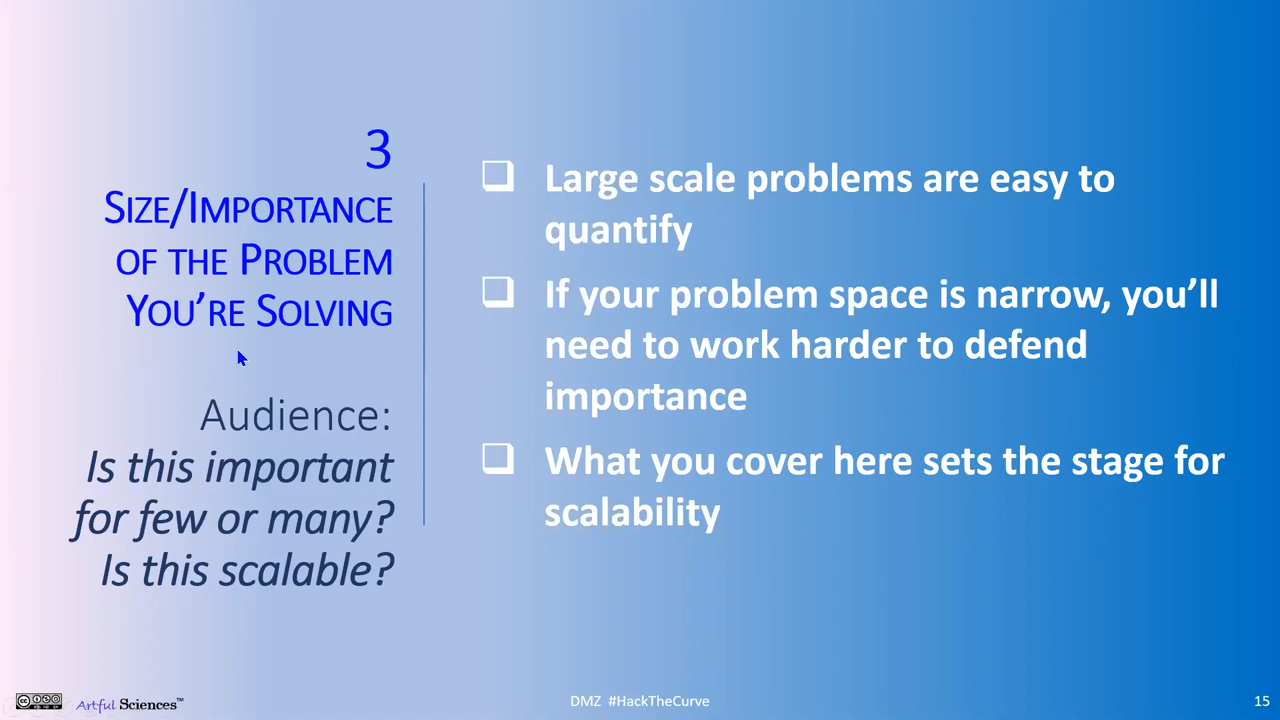 3
Size/Importance
of the Problem
You're Solving
Audience:
Is this important
for few or many?
Is this scalable?
Large scale problems are easy to
quantify
If your problem space is narrow, you'll
need to work harder to defend
importance
What you cover here sets the stage for
scalability
Artful Sciences™
DMZ #HackTheCurve
15